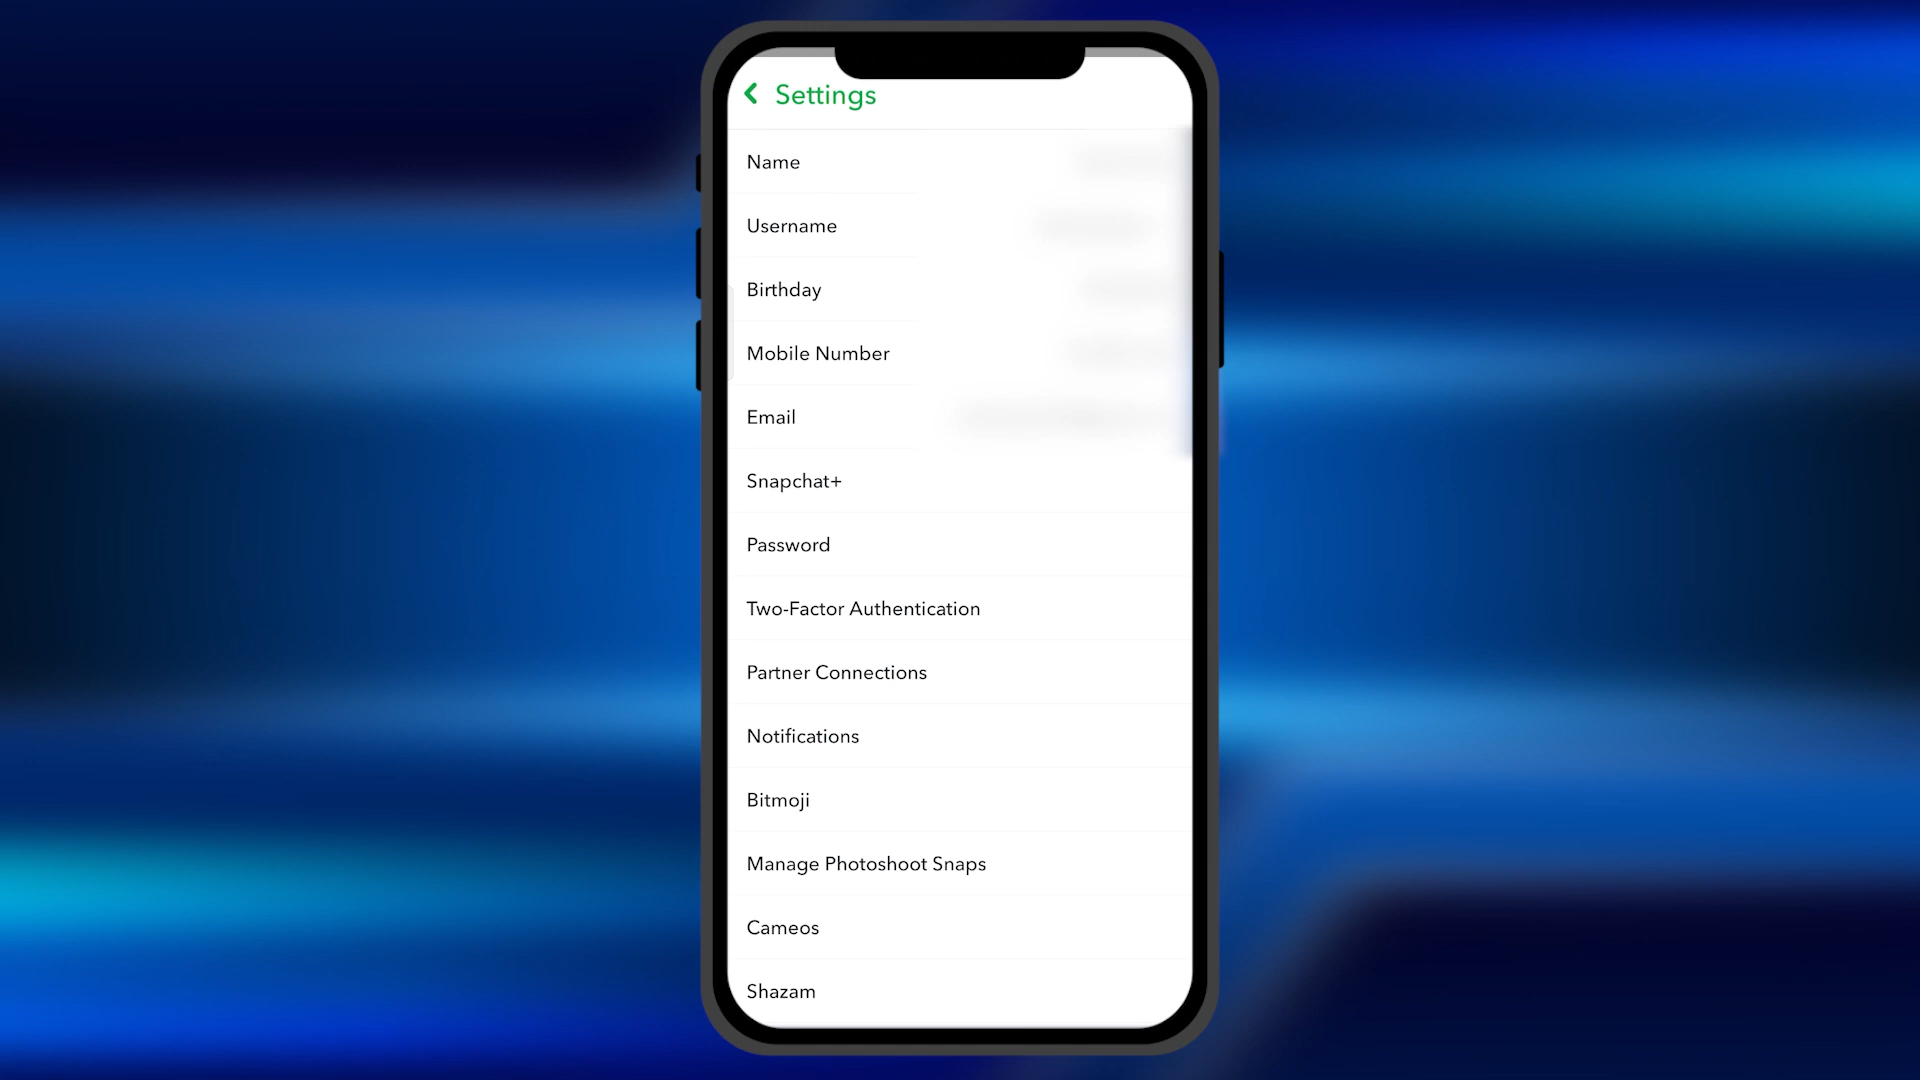 Settings
Name
Username
Birthday
Mobile Number
Email
Snapchat+
Password
Two-Factor Authentication
Partner Connections
Notifications
Bitmoji
Manage Photoshoot Snaps
Cameos
Shazam